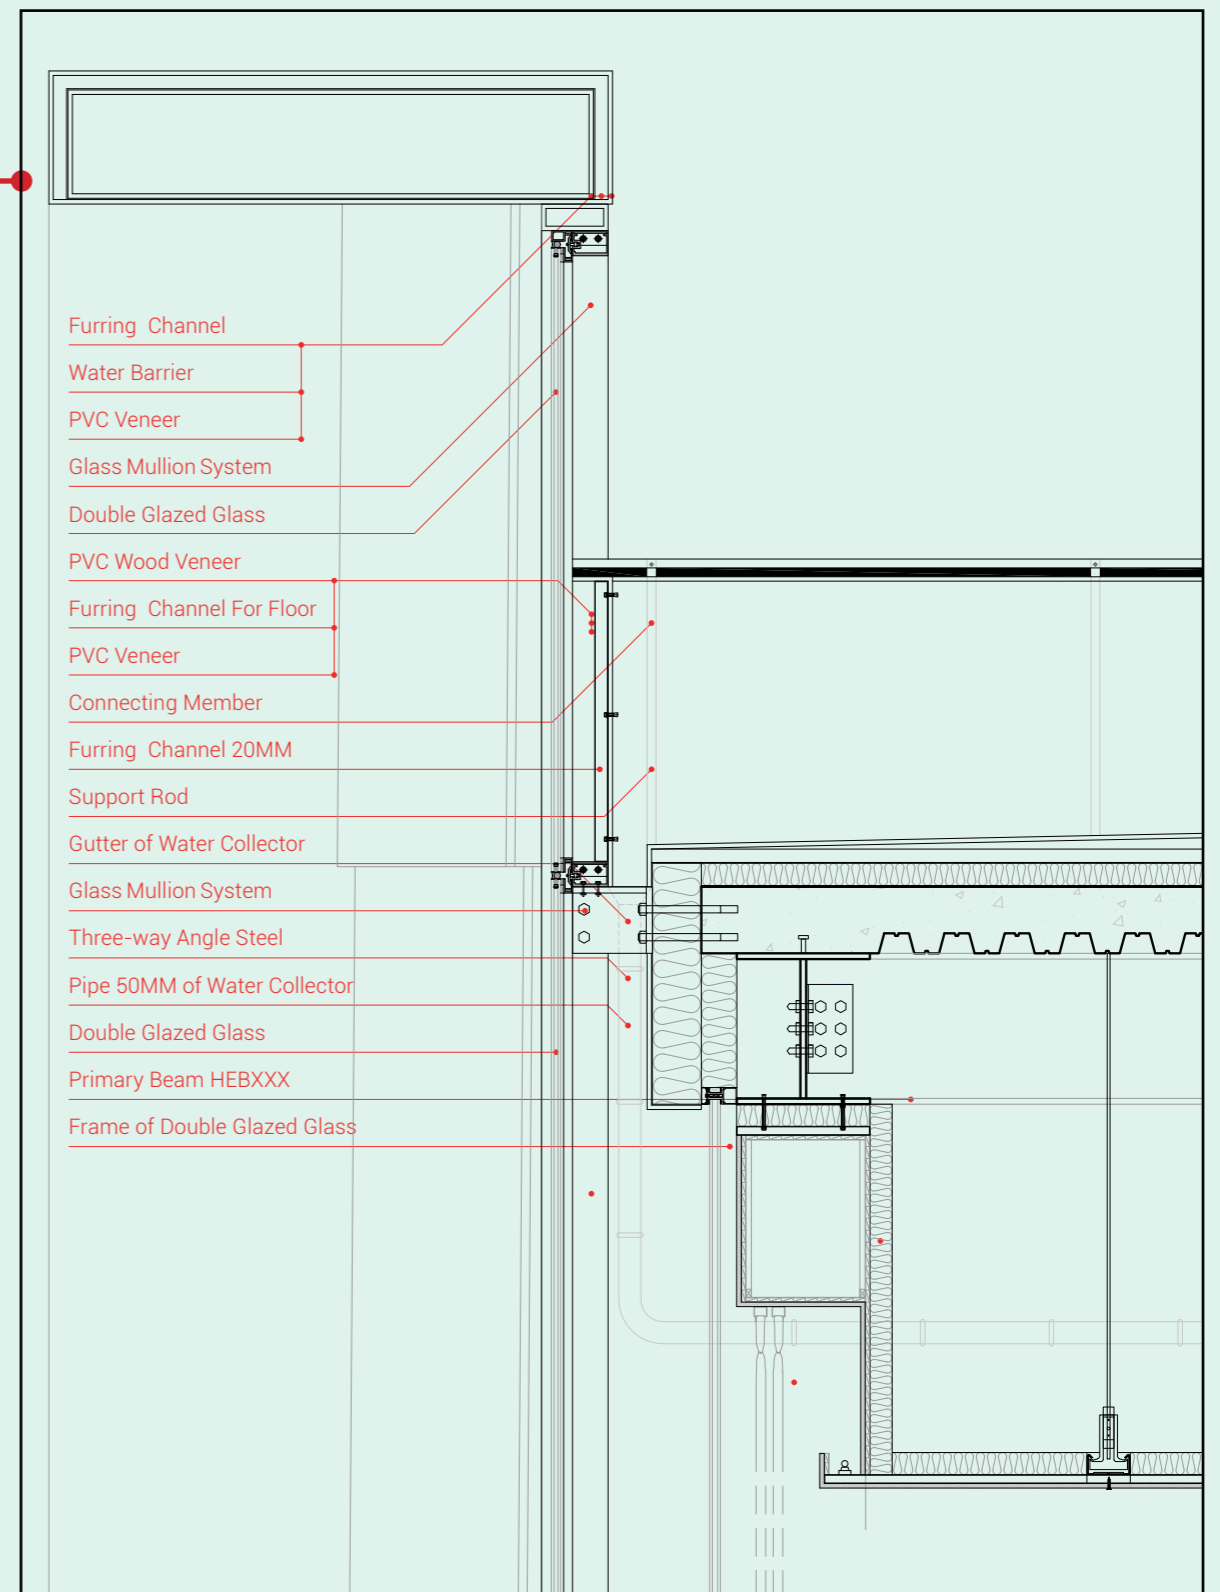 Furring Channel
Water Barrier
PVC Veneer
Glass Mullion System
Double Glazed Glass
PVC Wood Veneer
Furring Channel For Floor
PVC Veneer
Connecting Member
Furring Channel 20MM
Support Rod
Gutter of Water Collector
Glass Mullion System
Three-way Angle Steel
Pipe 50MM of Water Collector
Double Glazed Glass
Primary Beam HEBXXX
Frame of Double Glazed Glass